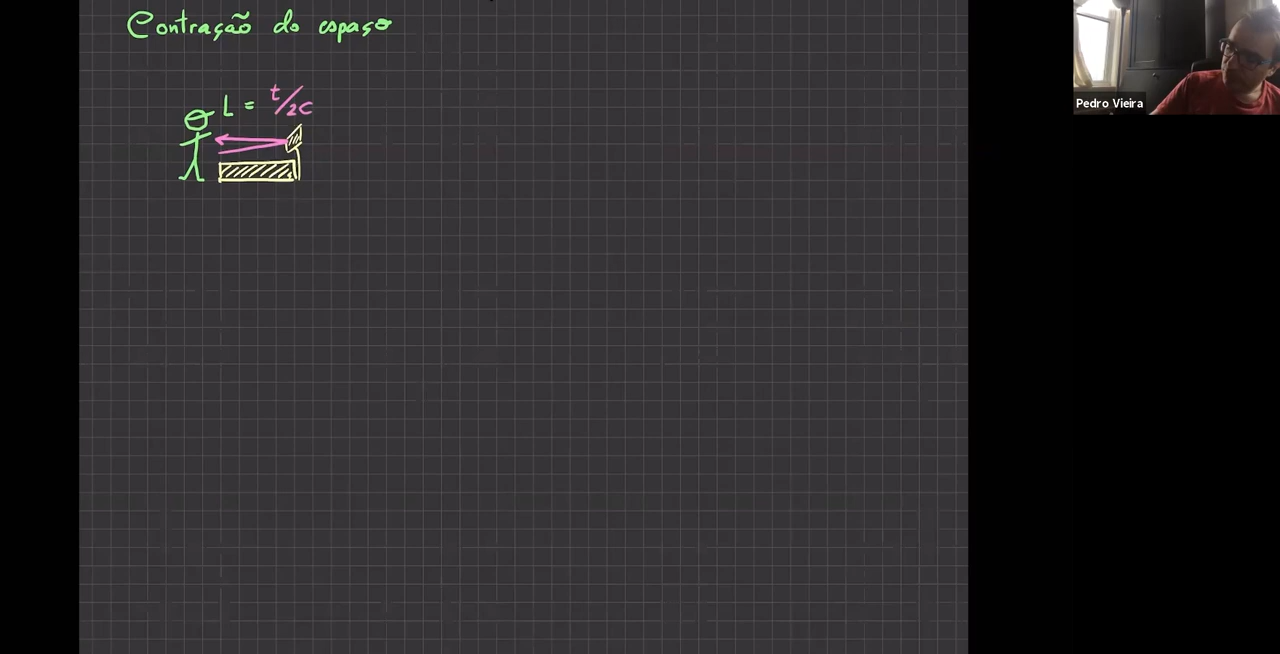 Contração do espaço
L = t/2c
Pedro Vieira